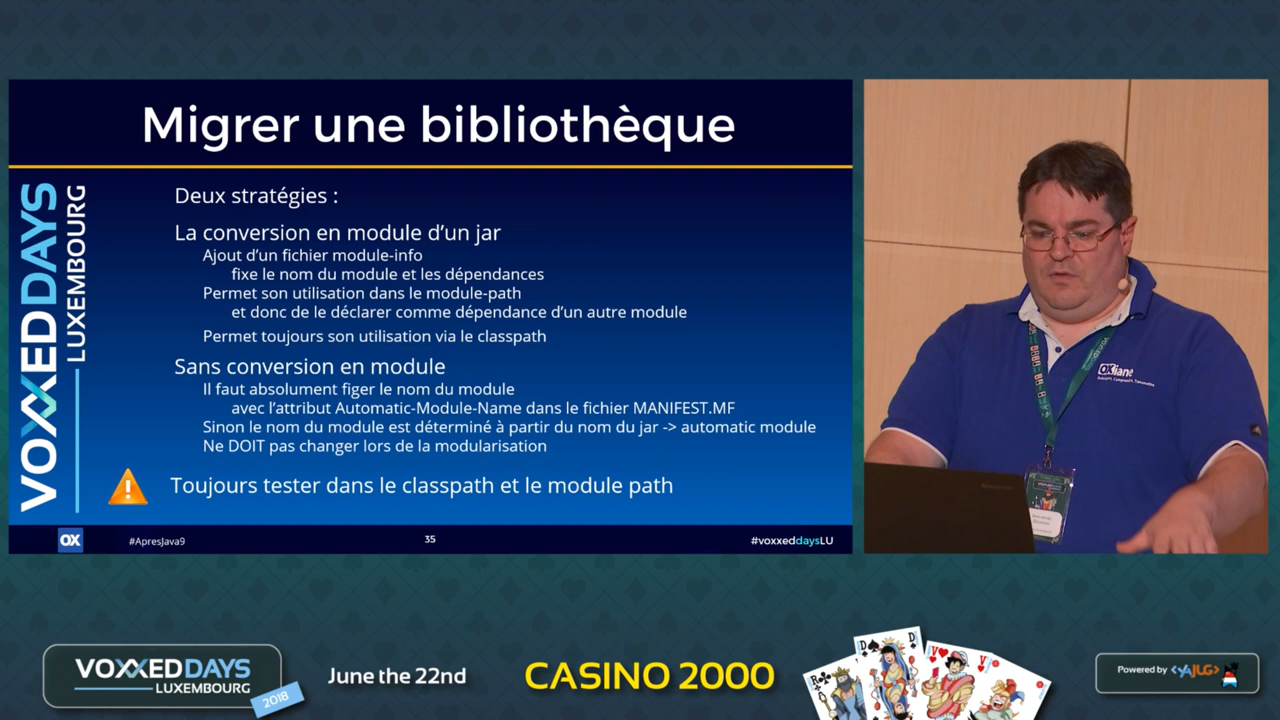 Migrer une bibliothèque
VOXXEDDAYS
LUXEMBOURG
Deux stratégies :
La conversion en module d'un jar
Ajout d'un fichier module-info
fixe le nom du module et les dépendances
Permet son utilisation dans le module-path
et donc de le déclarer comme dépendance d'un autre module
Permet toujours son utilisation via le classpath
Sans conversion en module
Il faut absolument figer le nom du module
avec l'attribut Automatic-Module-Name dans le fichier MANIFEST.MF
Sinon le nom du module est déterminé à partir du nom du jar -> automatic module
Ne DOIT pas changer lors de la modularisation
Toujours tester dans le classpath et le module path
OX
#ApresJava9
35
#voxxeddaysLU
OXiane
VOXXEDDAYS
LUXEMBOURG
2018
June the 22nd
CASINO 2000
D
D
R
V
V
Powered by <YAJUG>